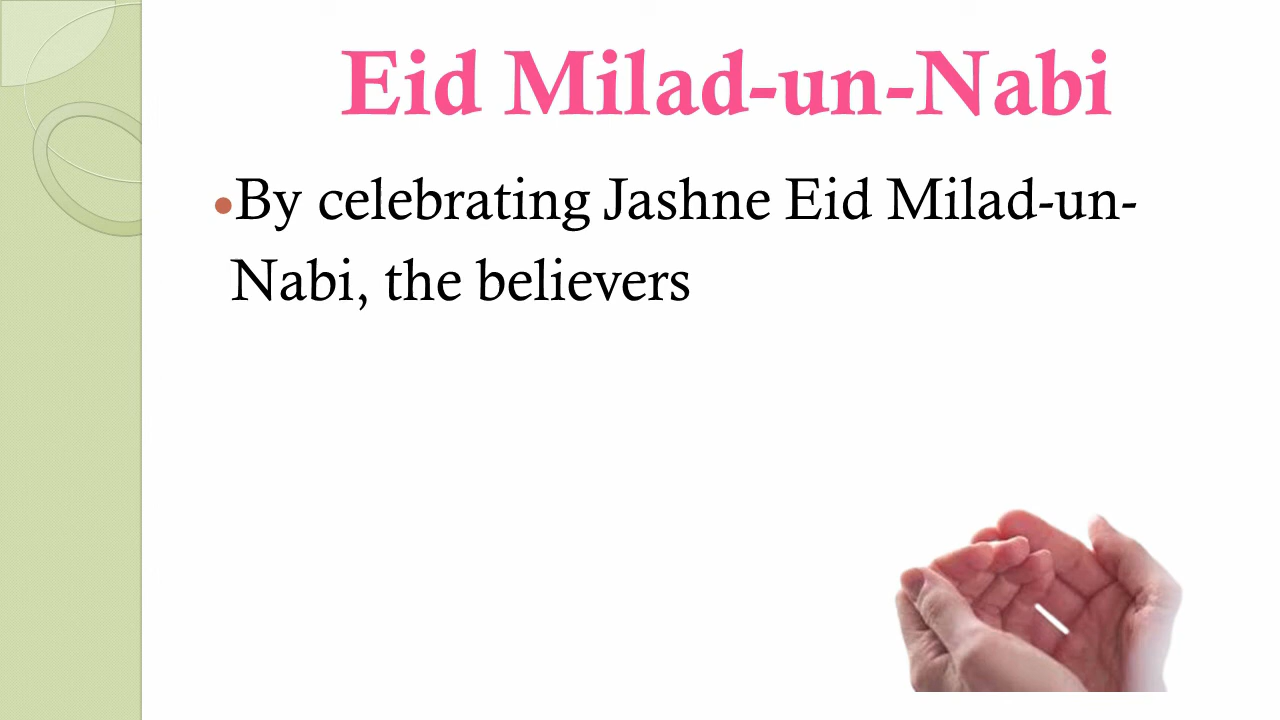 Eid Milad-un-Nabi
•By celebrating Jashne Eid Milad-un-
Nabi, the believers